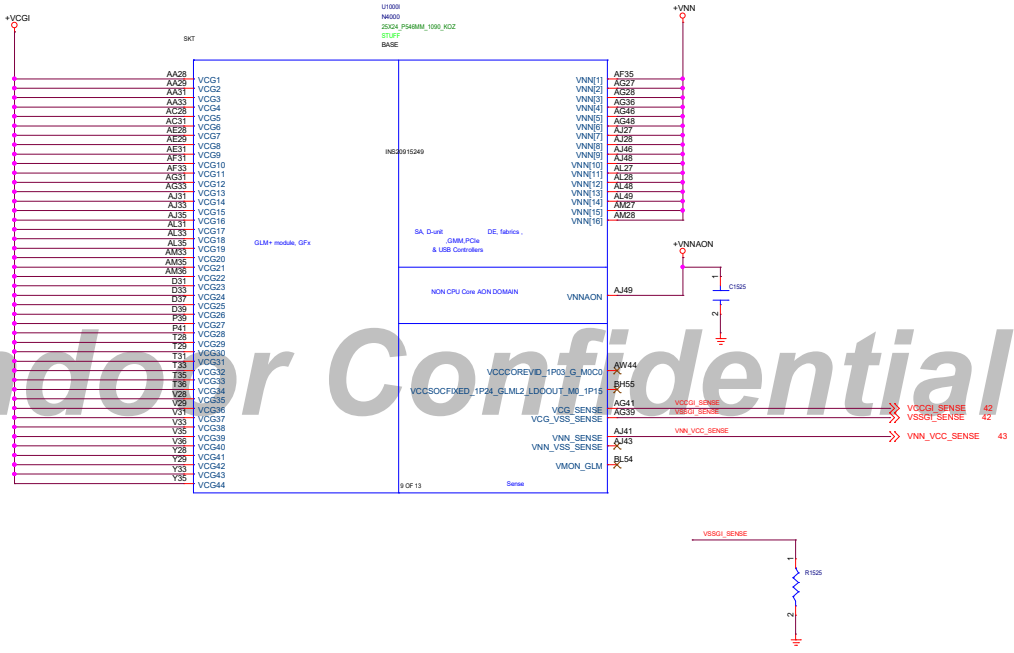 +VCGI
U1000I
N4000
25X24_P546MM_1090_KOZ
STUFF
BASE
+VNN
SKT
AA28 VCG1
AA29 VCG2
AA31 VCG3
AA33 VCG4
AC28 VCG5
AC31 VCG6
AE28 VCG7
AE29 VCG8
AE31 VCG9
AF31 VCG10
AF33 VCG11
AG31 VCG12
AG33 VCG13
AJ31 VCG14
AJ33 VCG15
AJ35 VCG16
AL31 VCG17
AL33 VCG18
AL35 VCG19
AM33 VCG20
AM35 VCG21
AM36 VCG22
D31 VCG23
D33 VCG24
D37 VCG25
D39 VCG26
P39 VCG27
P41 VCG28
T28 VCG29
T29 VCG30
T31 VCG31
T33 VCG32
T35 VCG33
T36 VCG34
V28 VCG35
V29 VCG36
V31 VCG37
V33 VCG38
V35 VCG39
V36 VCG40
Y28 VCG41
Y29 VCG42
Y33 VCG43
Y35 VCG44
INS20915249
GLM+ module, GFx
VNN[1] AF35
VNN[2] AG27
VNN[3] AG28
VNN[4] AG36
VNN[5] AG46
VNN[6] AG48
VNN[7] AJ27
VNN[8] AJ28
VNN[9] AJ46
VNN[10] AJ48
VNN[11] AL27
VNN[12] AL28
VNN[13] AL48
VNN[14] AL49
VNN[15] AM27
VNN[16] AM28
SA, D-unit DE, fabrics ,
,GMM,PCIe
& USB Controllers
+VNNAON
NON CPU Core AON DOMAIN
VNNAON AJ49
1
C1525
2
door Confidential
VCCCOREVID_1P03_G_M0C0 AW44
VCCSOCFIXED_1P24_GLML2_LDOOUT_M0_1P15 BH55
VCG_SENSE AG41 VCCGI_SENSE VCCGI_SENSE 42
VCG_VSS_SENSE AG39 VSSGI_SENSE VSSGI_SENSE 42
VNN_SENSE AJ41 VNN_VCC_SENSE VNN_VCC_SENSE 43
VNN_VSS_SENSE AJ43
VMON_GLM BL54
9 OF 13
Sense
VSSGI_SENSE
1
R1525
2